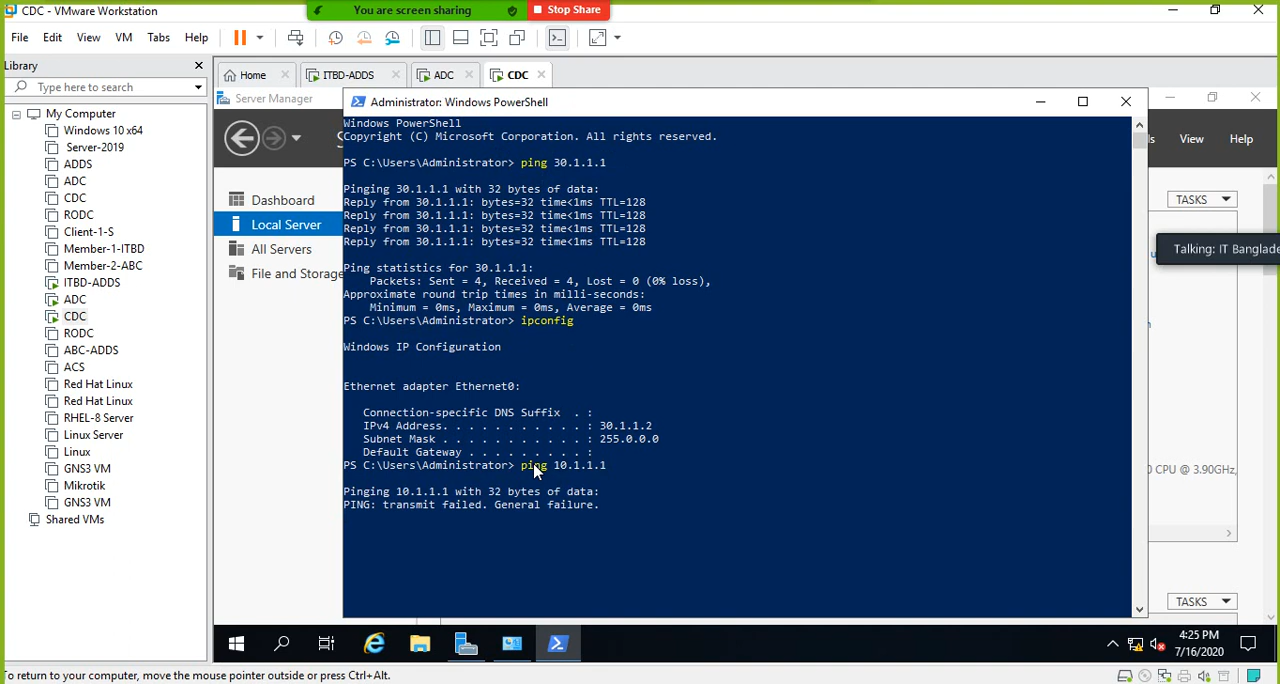 CDC - VMware Workstation
You are screen sharing
Stop Share
File Edit View VM Tabs Help
Library
Type here to search
Home
ITBD-ADDS
ADC
CDC
My Computer
Windows 10 x64
Server-2019
ADDS
ADC
CDC
RODC
Client-1-S
Member-1-ITBD
Member-2-ABC
ITBD-ADDS
ADC
CDC
RODC
ABC-ADDS
ACS
Red Hat Linux
Red Hat Linux
RHEL-8 Server
Linux Server
Linux
GNS3 VM
Mikrotik
GNS3 VM
Shared VMs
Server Manager
Dashboard
Local Server
All Servers
File and Storage
Administrator: Windows PowerShell
Windows PowerShell
Copyright (C) Microsoft Corporation. All rights reserved.
PS C:\Users\Administrator> ping 30.1.1.1
Pinging 30.1.1.1 with 32 bytes of data:
Reply from 30.1.1.1: bytes=32 time<1ms TTL=128
Reply from 30.1.1.1: bytes=32 time<1ms TTL=128
Reply from 30.1.1.1: bytes=32 time<1ms TTL=128
Reply from 30.1.1.1: bytes=32 time<1ms TTL=128
Ping statistics for 30.1.1.1:
Packets: Sent = 4, Received = 4, Lost = 0 (0% loss),
Approximate round trip times in milli-seconds:
Minimum = 0ms, Maximum = 0ms, Average = 0ms
PS C:\Users\Administrator> ipconfig
Windows IP Configuration
Ethernet adapter Ethernet0:
Connection-specific DNS Suffix . :
IPv4 Address. . . . . . . . . . . : 30.1.1.2
Subnet Mask . . . . . . . . . . . : 255.0.0.0
Default Gateway . . . . . . . . . :
PS C:\Users\Administrator> ping 10.1.1.1
Pinging 10.1.1.1 with 32 bytes of data:
PING: transmit failed. General failure.
ls View Help
TASKS
Talking: IT Banglade
CPU @ 3.90GHz,
TASKS
4:25 PM
7/16/2020
To return to your computer, move the mouse pointer outside or press Ctrl+Alt.